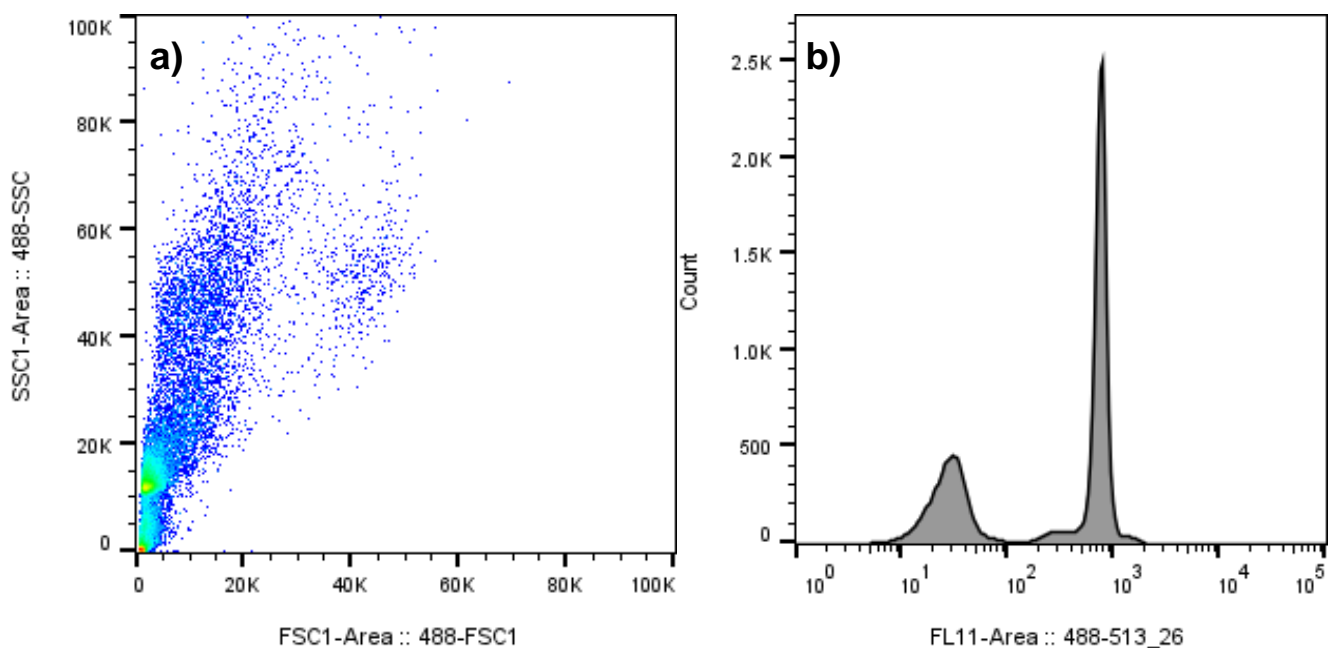 a)
100K
80K
60K
40K
20K
0
SSC1-Area :: 488-SSC
0 20K 40K 60K 80K 100K
FSC1-Area :: 488-FSC1
b)
2.5K
2.0K
1.5K
1.0K
500
0
Count
10^0 10^1 10^2 10^3 10^4 10^5
FL11-Area :: 488-513_26